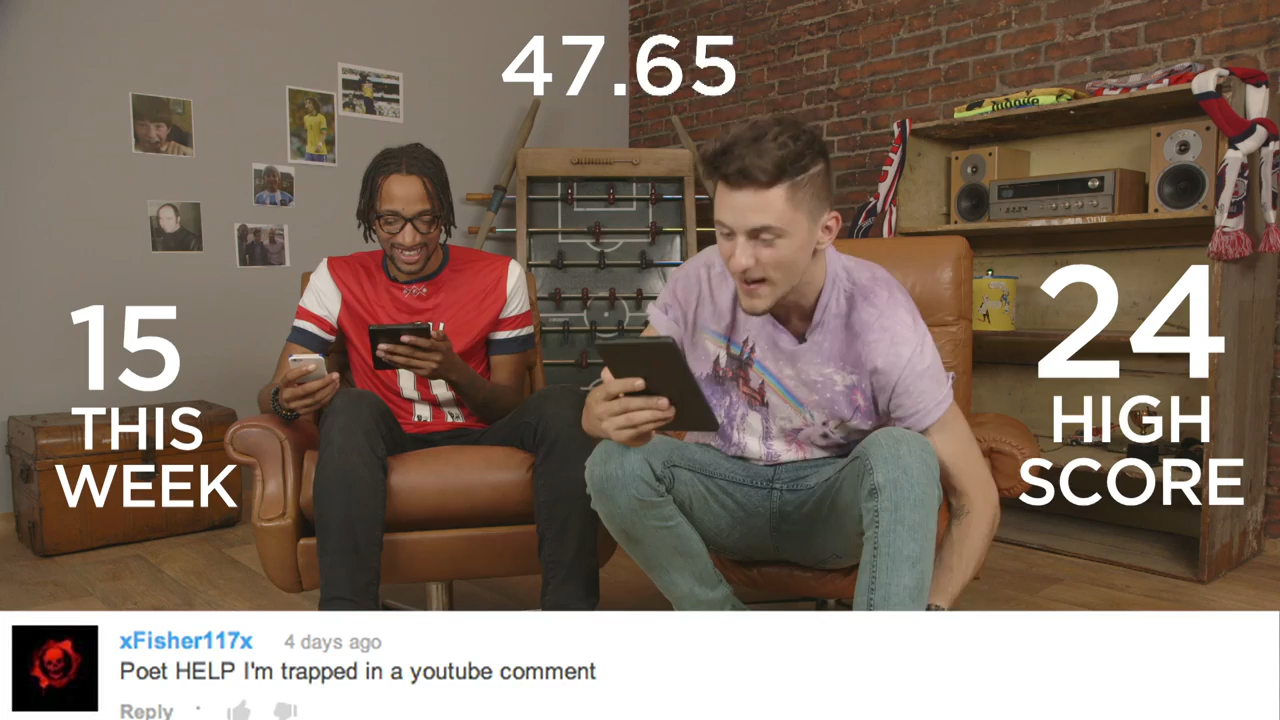 47.65
15
THIS
WEEK
24
HIGH
SCORE
11
xFisher117x 4 days ago
Poet HELP I'm trapped in a youtube comment
Reply